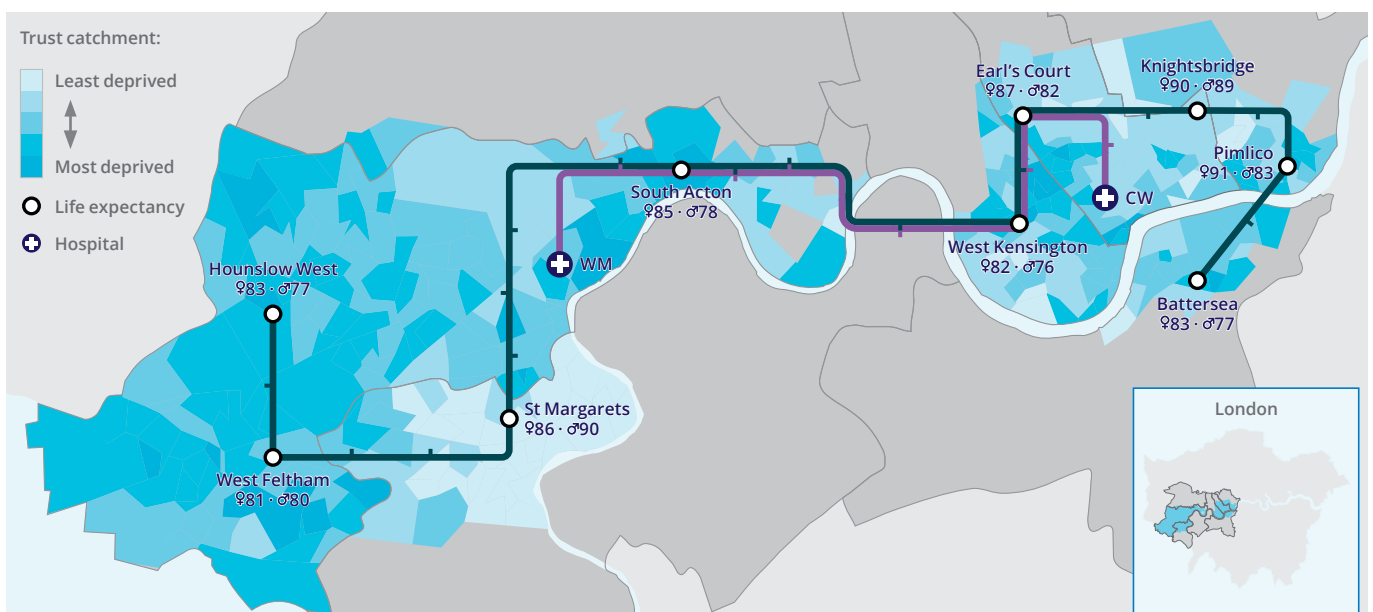 Trust catchment:
Least deprived
Most deprived
Life expectancy
Hospital
Earl's Court
♀87 · ♂82
Knightsbridge
♀90 · ♂89
Pimlico
♀91 · ♂83
South Acton
♀85 · ♂78
CW
West Kensington
♀82 · ♂76
WM
Hounslow West
♀83 · ♂77
Battersea
♀83 · ♂77
St Margarets
♀86 · ♂90
West Feltham
♀81 · ♂80
London